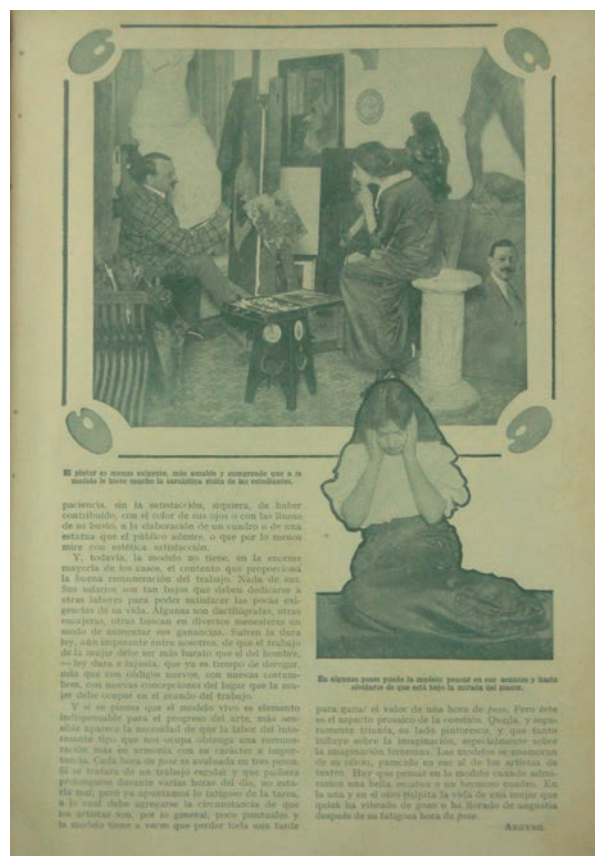 El pintor es menos exigente, más amable y comprende que a la
modelo le hiere mucho la sarcástica risita de los estudiantes.
paciencia, sin la satisfacción, siquiera, de haber
contribuído, con el color de sus ojos o con las líneas
de su busto, a la elaboración de un cuadro o de una
estatua que el público admire, o que por lo menos
mire con estética satisfacción.
Y, todavía, la modelo no tiene, en la enorme
mayoría de los casos, el contento que proporciona
la buena remuneración del trabajo. Nada de eso.
Sus salarios son tan bajos que deben dedicarse a
otras labores para poder satisfacer las pocas exi-
gencias de su vida. Algunas son dactilógrafas, otras
encajeras, otras buscan en diversos menesteres un
modo de aumentar sus ganancias. Sufren la dura
ley, aún imperante entre nosotros, de que el trabajo
de la mujer debe ser más barato que el del hombre,
— ley dura e injusta, que ya es tiempo de derogar,
más que con códigos nuevos, con nuevas costum-
bres, con nuevas concepciones del lugar que la mu-
jer debe ocupar en el mundo del trabajo.
Y si se piensa que el modelo vivo es elemento
indispensable para el progreso del arte, más sen-
sible aparece la necesidad de que la labor del inte-
resante tipo que nos ocupa obtenga una remune-
ración más en armonía con su carácter e impor-
tancia. Cada hora de pose es avaluada en tres pesos.
Si se tratara de un trabajo regular y que pudiera
prolongarse durante varias horas del día, no esta-
ría mal; pero ya apuntamos lo fatigoso de la tarea,
a lo cual debe agregarse la circunstancia de que
los artistas son, por lo general, poco puntuales y
la modelo tiene a veces que perder toda una tarde
En algunas poses puede la modelo pensar en sus asuntos y hasta
olvidarse de que está bajo la mirada del pintor.
para ganar el valor de una hora de pose. Pero éste
es el aspecto prosaico de la cuestión. Queda, y segu-
ramente triunfa, su lado pintoresco, y que tanto
influye sobre la imaginación, especialmente sobre
la imaginación femenina. Las modelos se enamoran
de su oficio, parecido en eso al de los artistas de
teatro. Hay que pensar en la modelo cuando admi-
ramos una bella estatua o un hermoso cuadro. En
la una y en el otro palpita la vida de una mujer que
quizá ha vibrado de gozo o ha llorado de angustia
después de su fatigosa hora de pose.